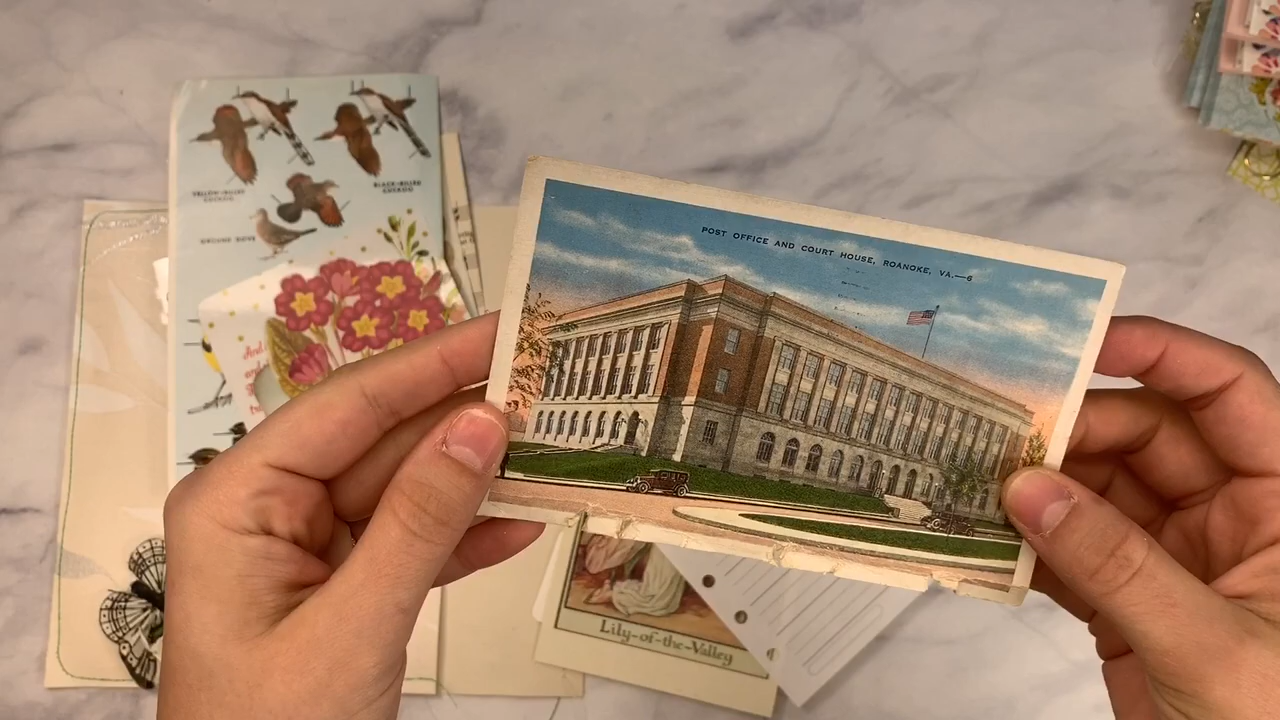 YELLOW-BILLED
CUCKOO
BLACK-BILLED
CUCKOO
GROUND DOVE
POST OFFICE AND COURT HOUSE, ROANOKE, VA.—6
And
Lily-of-the-Valley